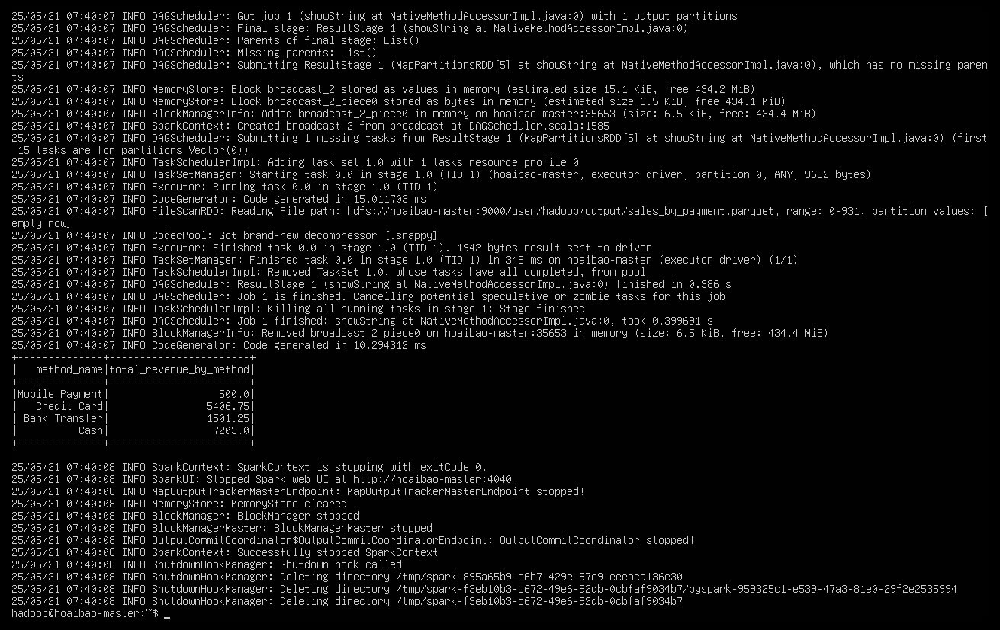 25/05/21 07:40:07 INFO DAGScheduler: Got job 1 (showString at NativeMethodAccessorImpl.java:0) with 1 output partitions
25/05/21 07:40:07 INFO DAGScheduler: Final stage: ResultStage 1 (showString at NativeMethodAccessorImpl.java:0)
25/05/21 07:40:07 INFO DAGScheduler: Parents of final stage: List()
25/05/21 07:40:07 INFO DAGScheduler: Missing parents: List()
25/05/21 07:40:07 INFO DAGScheduler: Submitting ResultStage 1 (MapPartitionsRDD[5] at showString at NativeMethodAccessorImpl.java:0), which has no missing paren
ts
25/05/21 07:40:07 INFO MemoryStore: Block broadcast_2 stored as values in memory (estimated size 15.1 KiB, free 434.2 MiB)
25/05/21 07:40:07 INFO MemoryStore: Block broadcast_2_piece0 stored as bytes in memory (estimated size 6.5 KiB, free 434.1 MiB)
25/05/21 07:40:07 INFO BlockManagerInfo: Added broadcast_2_piece0 in memory on hoaibao-master:35653 (size: 6.5 KiB, free: 434.4 MiB)
25/05/21 07:40:07 INFO SparkContext: Created broadcast 2 from broadcast at DAGScheduler.scala:1585
25/05/21 07:40:07 INFO DAGScheduler: Submitting 1 missing tasks from ResultStage 1 (MapPartitionsRDD[5] at showString at NativeMethodAccessorImpl.java:0) (first
 15 tasks are for partitions Vector(0))
25/05/21 07:40:07 INFO TaskSchedulerImpl: Adding task set 1.0 with 1 tasks resource profile 0
25/05/21 07:40:07 INFO TaskSetManager: Starting task 0.0 in stage 1.0 (TID 1) (hoaibao-master, executor driver, partition 0, ANY, 9632 bytes)
25/05/21 07:40:07 INFO Executor: Running task 0.0 in stage 1.0 (TID 1)
25/05/21 07:40:07 INFO CodeGenerator: Code generated in 15.011703 ms
25/05/21 07:40:07 INFO FileScanRDD: Reading File path: hdfs://hoaibao-master:9000/user/hadoop/output/sales_by_payment.parquet, range: 0-931, partition values: [
empty row]
25/05/21 07:40:07 INFO CodecPool: Got brand-new decompressor [.snappy]
25/05/21 07:40:07 INFO Executor: Finished task 0.0 in stage 1.0 (TID 1). 1942 bytes result sent to driver
25/05/21 07:40:07 INFO TaskSetManager: Finished task 0.0 in stage 1.0 (TID 1) in 345 ms on hoaibao-master (executor driver) (1/1)
25/05/21 07:40:07 INFO TaskSchedulerImpl: Removed TaskSet 1.0, whose tasks have all completed, from pool
25/05/21 07:40:07 INFO DAGScheduler: ResultStage 1 (showString at NativeMethodAccessorImpl.java:0) finished in 0.386 s
25/05/21 07:40:07 INFO DAGScheduler: Job 1 is finished. Cancelling potential speculative or zombie tasks for this job
25/05/21 07:40:07 INFO TaskSchedulerImpl: Killing all running tasks in stage 1: Stage finished
25/05/21 07:40:07 INFO DAGScheduler: Job 1 finished: showString at NativeMethodAccessorImpl.java:0, took 0.399691 s
25/05/21 07:40:07 INFO BlockManagerInfo: Removed broadcast_2_piece0 on hoaibao-master:35653 in memory (size: 6.5 KiB, free: 434.4 MiB)
25/05/21 07:40:07 INFO CodeGenerator: Code generated in 10.294312 ms
+--------------+-----------------------+
|   method_name|total_revenue_by_method|
+--------------+-----------------------+
|Mobile Payment|                  500.0|
|   Credit Card|                5406.75|
| Bank Transfer|                1501.25|
|          Cash|                 7203.0|
+--------------+-----------------------+

25/05/21 07:40:08 INFO SparkContext: SparkContext is stopping with exitCode 0.
25/05/21 07:40:08 INFO SparkUI: Stopped Spark web UI at http://hoaibao-master:4040
25/05/21 07:40:08 INFO MapOutputTrackerMasterEndpoint: MapOutputTrackerMasterEndpoint stopped!
25/05/21 07:40:08 INFO MemoryStore: MemoryStore cleared
25/05/21 07:40:08 INFO BlockManager: BlockManager stopped
25/05/21 07:40:08 INFO BlockManagerMaster: BlockManagerMaster stopped
25/05/21 07:40:08 INFO OutputCommitCoordinator$OutputCommitCoordinatorEndpoint: OutputCommitCoordinator stopped!
25/05/21 07:40:08 INFO SparkContext: Successfully stopped SparkContext
25/05/21 07:40:08 INFO ShutdownHookManager: Shutdown hook called
25/05/21 07:40:08 INFO ShutdownHookManager: Deleting directory /tmp/spark-895a65b9-c6b7-429e-97e9-eeeaca136e30
25/05/21 07:40:08 INFO ShutdownHookManager: Deleting directory /tmp/spark-f3eb10b3-c672-49e6-92db-0cbfaf9034b7/pyspark-959325c1-e539-47a3-81e0-29f2e2535994
25/05/21 07:40:08 INFO ShutdownHookManager: Deleting directory /tmp/spark-f3eb10b3-c672-49e6-92db-0cbfaf9034b7
hadoop@hoaibao-master:~$ _